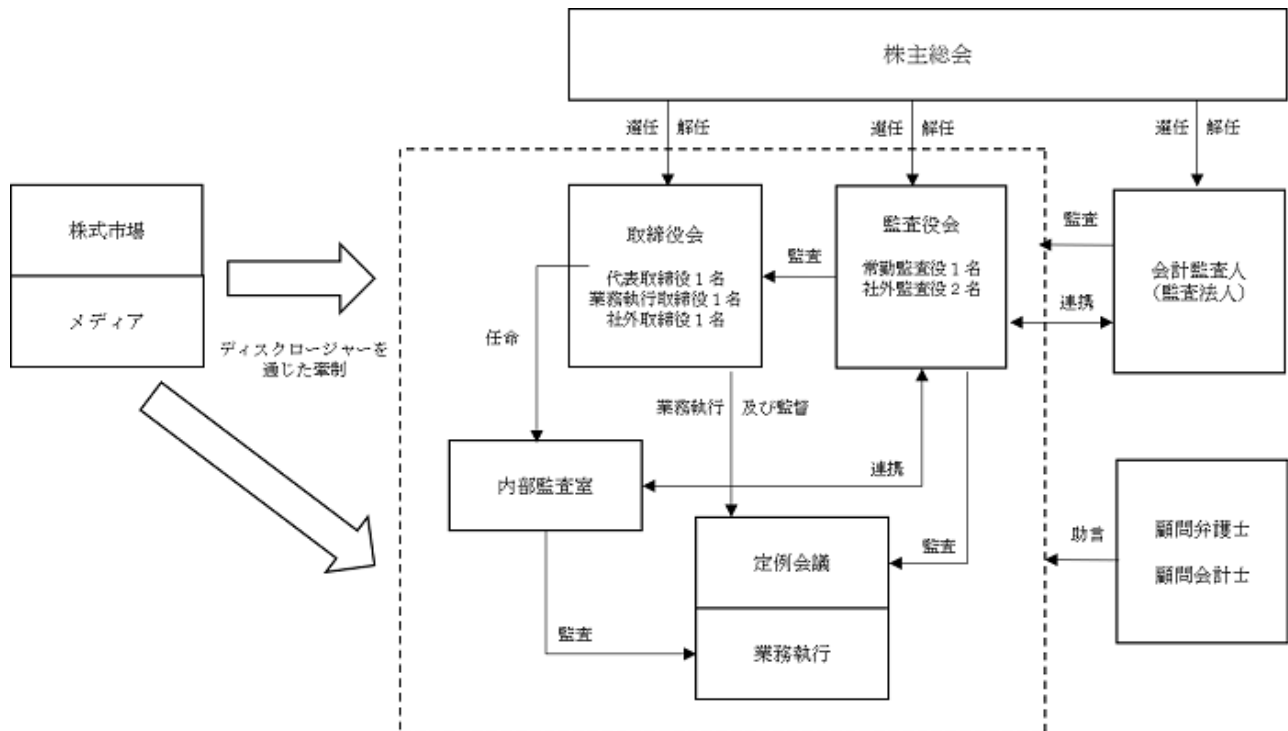 株主総会
選任 解任
選任 解任
選任 解任
株式市場
メディア
ディスクロージャーを
通じた牽制
取締役会
代表取締役１名
業務執行取締役１名
社外取締役１名
監査
監査役会
常勤監査役１名
社外監査役２名
監査
連携
会計監査人
（監査法人）
任命
業務執行 及び監督
内部監査室
連携
監査
定例会議
業務執行
監査
助言
顧問弁護士
顧問会計士